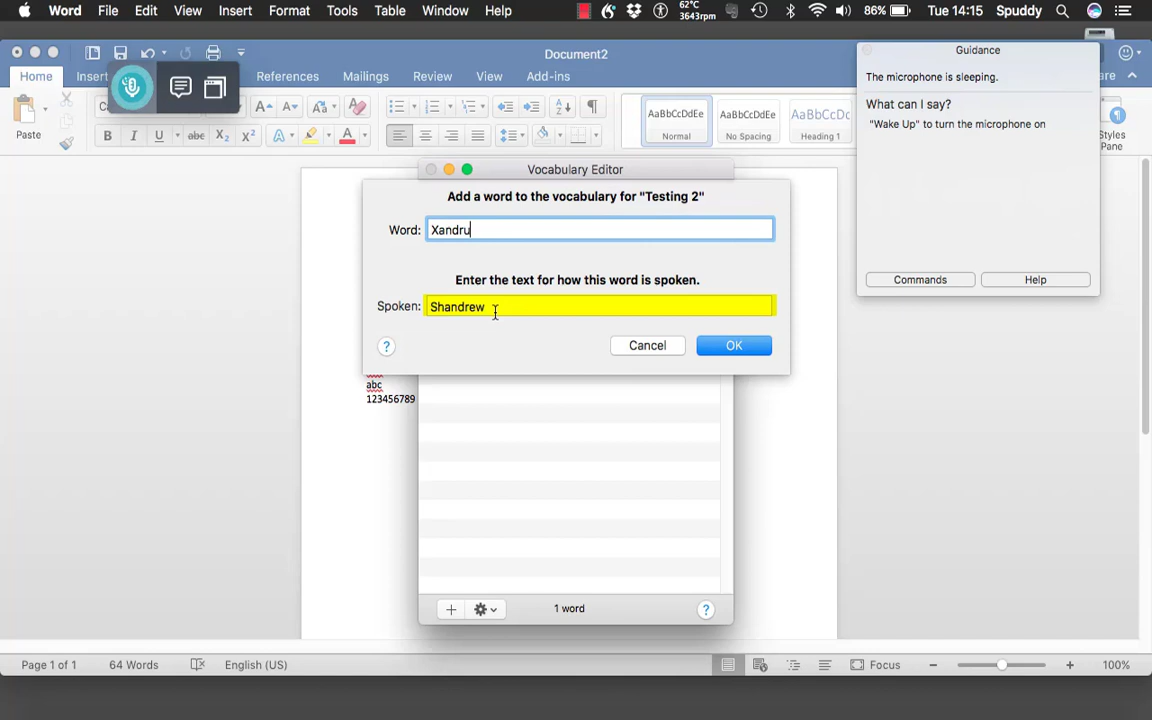 Word File Edit View Insert Format Tools Table Window Help 62°C 3643rpm 86% Tue 14:15 Spuddy
Document2
Home Insert References Mailings Review View Add-ins
Paste
abc
AaBbCcDdEe AaBbCcDdEe AaBbCcDc
Normal No Spacing Heading 1
Styles Pane
Guidance
The microphone is sleeping.
What can I say?
"Wake Up" to turn the microphone on
Commands Help
Vocabulary Editor
Add a word to the vocabulary for "Testing 2"
Word: Xandru
Enter the text for how this word is spoken.
Spoken: Shandrew
? Cancel OK
abc
123456789
+ 1 word ?
Page 1 of 1 64 Words English (US) Focus − + 100%